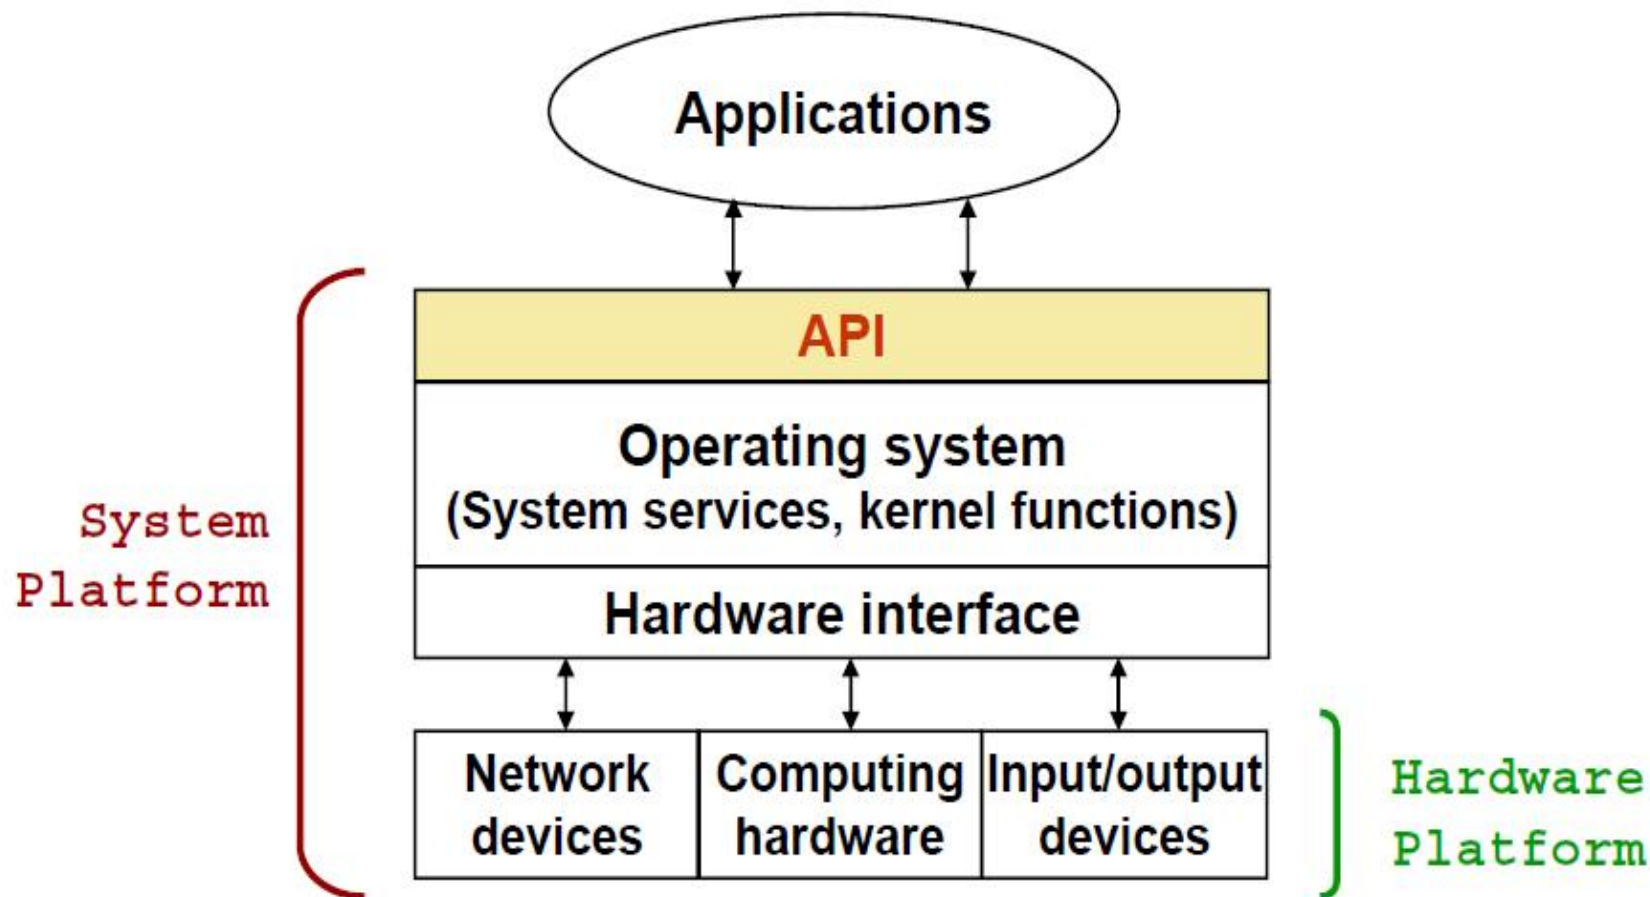 Applications
API
Operating system
(System services, kernel functions)
System
Platform
Hardware interface
Network
devices
Computing
hardware
Input/output
devices
Hardware
Platform